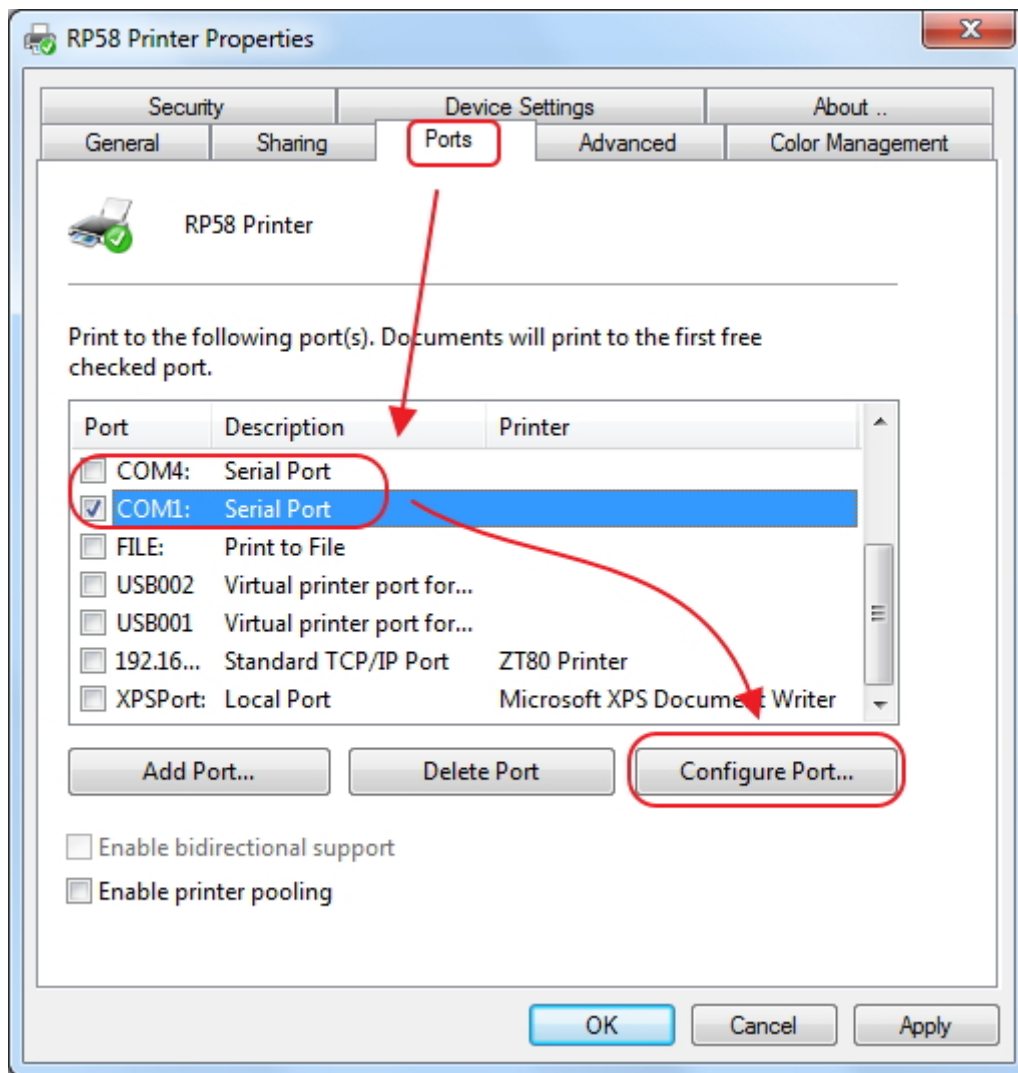 RP58 Printer Properties
x
Security Device Settings About ..
General Sharing Ports Advanced Color Management
RP58 Printer
Print to the following port(s). Documents will print to the first free
checked port.
Port Description Printer
COM4: Serial Port
COM1: Serial Port
FILE: Print to File
USB002 Virtual printer port for...
USB001 Virtual printer port for...
192.16... Standard TCP/IP Port ZT80 Printer
XPSPort: Local Port Microsoft XPS Document Writer
Add Port... Delete Port Configure Port...
Enable bidirectional support
Enable printer pooling
OK Cancel Apply